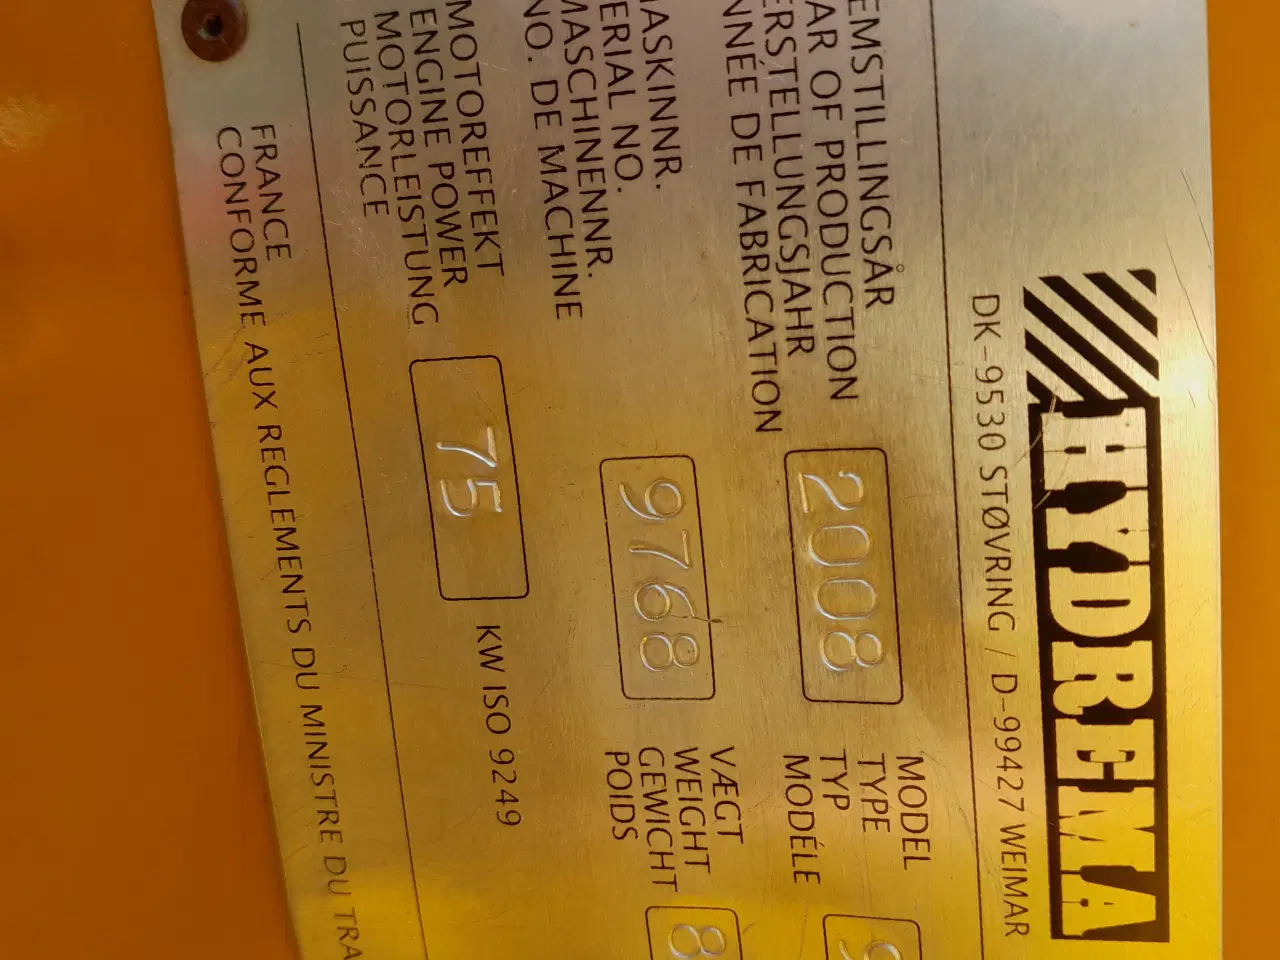 HYDREMA
DK-9530 STØVRING / D-99427 WEIMAR
EMSTILLINGSÅR
AR OF PRODUCTION
ERSTELLUNGSJAHR
NNÉE DE FABRICATION
2008
MODEL
TYPE
TYP
MODÉLE
9
MASKINNR.
ERIAL NO.
MASCHINENNR.
NO. DE MACHINE
9768
VÆGT
WEIGHT
GEWICHT
POIDS
8
MOTOREFFEKT
ENGINE POWER
MOTORLEISTUNG
PUISSANCE
75
KW ISO 9249
FRANCE
CONFORME AUX REGLEMENTS DU MINISTRE DU TRA